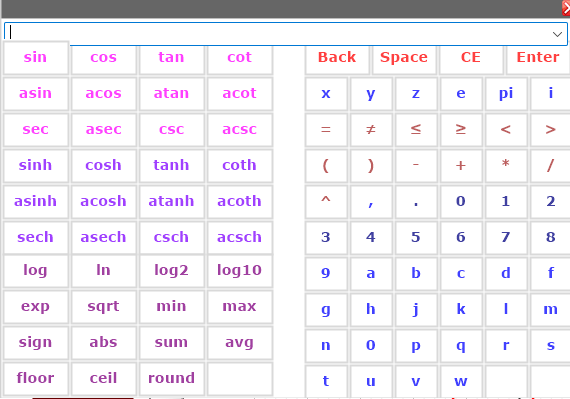 sin cos tan cot Back Space CE Enter
asin acos atan acot x y z e pi i
sec asec csc acsc = ≠ ≤ ≥ < >
sinh cosh tanh coth ( ) - + * /
asinh acosh atanh acoth ^ , . 0 1 2
sech asech csch acsch 3 4 5 6 7 8
log ln log2 log10 9 a b c d f
exp sqrt min max g h j k l m
sign abs sum avg n 0 p q r s
floor ceil round t u v w